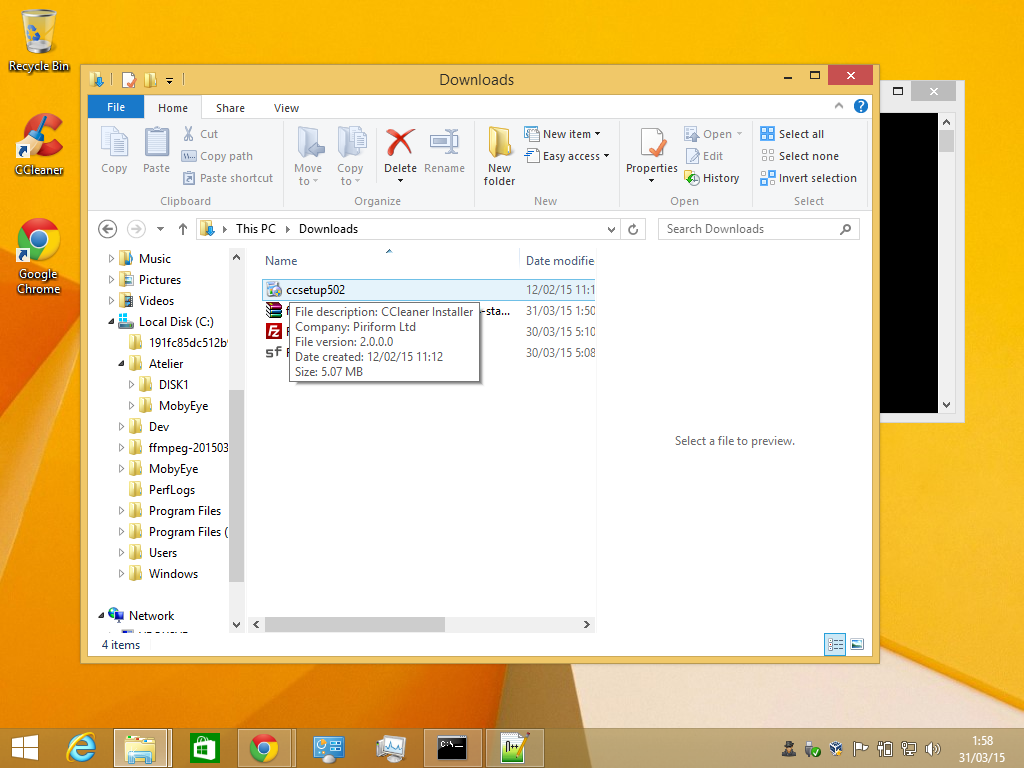 Recycle Bin
CCleaner
Google
Chrome
Downloads
File Home Share View
Copy
Paste
Cut
Copy path
Paste shortcut
Clipboard
Move
to
Copy
to
Delete
Rename
Organize
New
folder
New item
Easy access
New
Properties
Open
Edit
History
Open
Select all
Select none
Invert selection
Select
This PC Downloads
Search Downloads
Music
Pictures
Videos
Local Disk (C:)
191fc85dc512b
Atelier
DISK1
MobyEye
Dev
ffmpeg-201503
MobyEye
PerfLogs
Program Files
Program Files (
Users
Windows
Network
Name Date modifie
ccsetup502 12/02/15 11:1
-sta... 31/03/15 1:50
Fz 30/03/15 5:10
sf 30/03/15 5:08
File description: CCleaner Installer
Company: Piriform Ltd
File version: 2.0.0.0
Date created: 12/02/15 11:12
Size: 5.07 MB
Select a file to preview.
4 items
C:\
n++
1:58
31/03/15